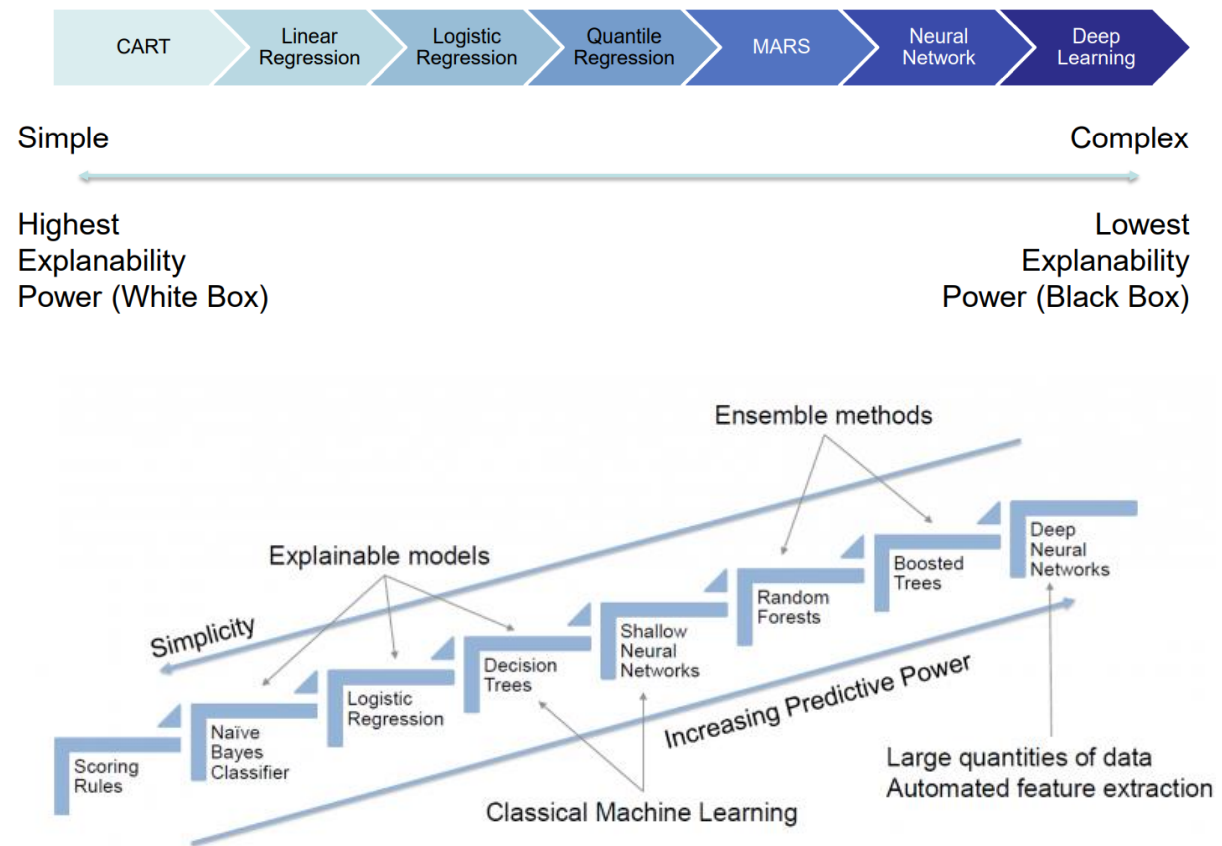 CART
Linear
Regression
Logistic
Regression
Quantile
Regression
MARS
Neural
Network
Deep
Learning
Simple
Complex
Highest
Explanability
Power (White Box)
Lowest
Explanability
Power (Black Box)
Ensemble methods
Explainable models
Simplicity
Scoring
Rules
Naïve
Bayes
Classifier
Logistic
Regression
Decision
Trees
Shallow
Neural
Networks
Random
Forests
Boosted
Trees
Deep
Neural
Networks
Increasing Predictive Power
Classical Machine Learning
Large quantities of data
Automated feature extraction